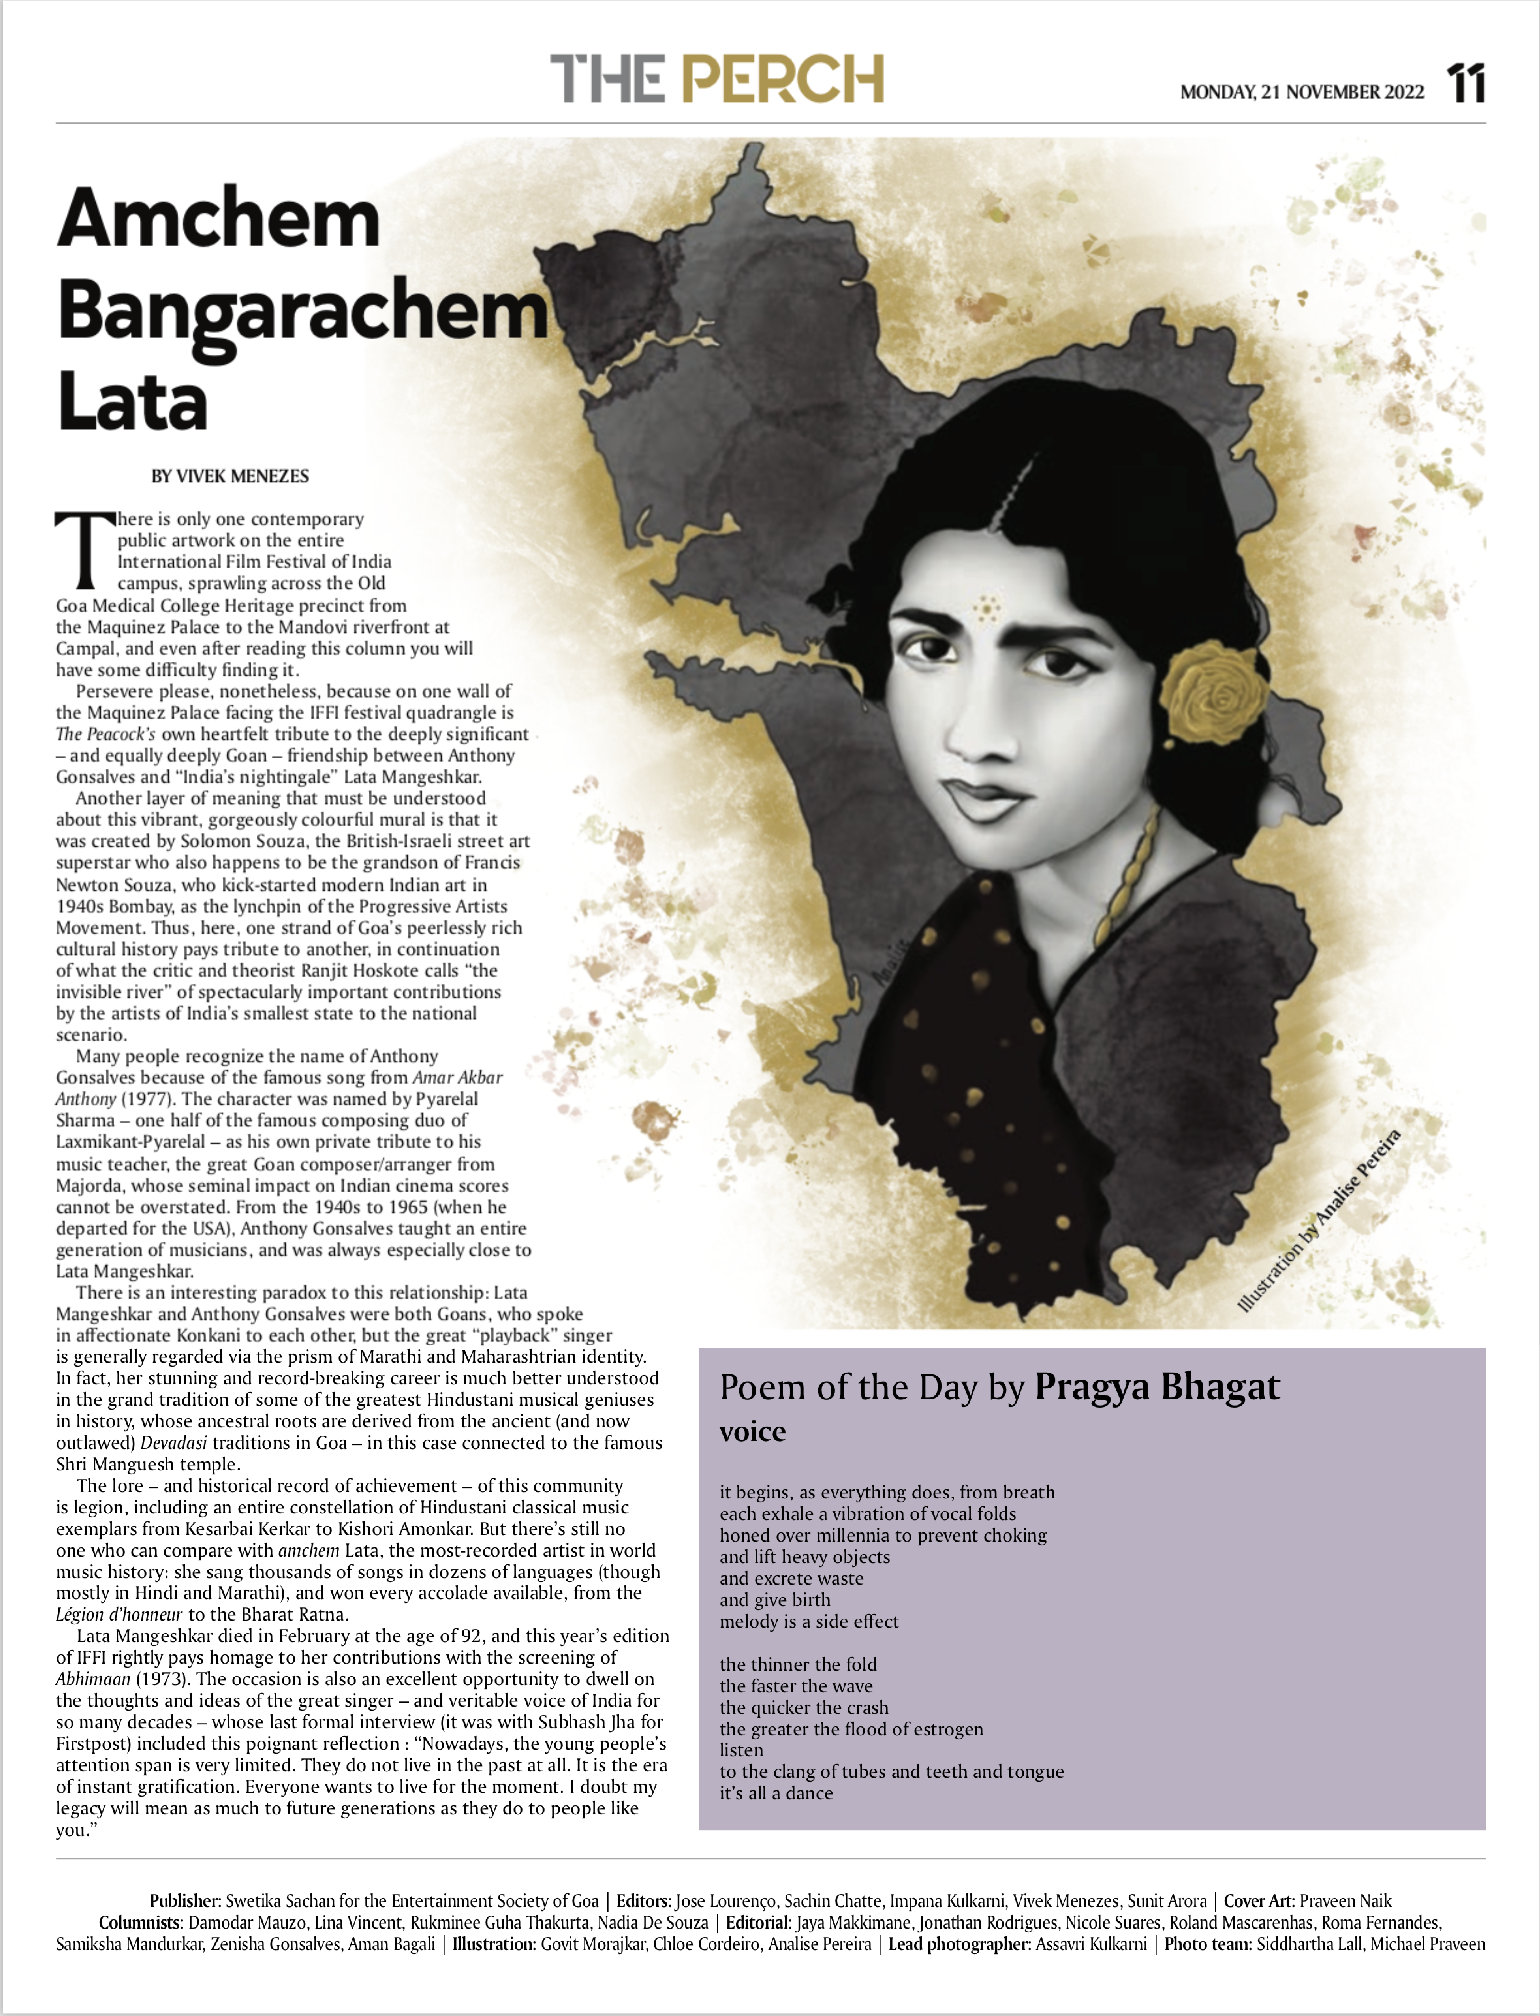 THE PERCH
MONDAY, 21 NOVEMBER 2022 11
Amchem
Bangarachem
Lata
BY VIVEK MENEZES
There is only one contemporary
public artwork on the entire
International Film Festival of India
campus, sprawling across the Old
Goa Medical College Heritage precinct from
the Maquinez Palace to the Mandovi riverfront at
Campal, and even after reading this column you will
have some difficulty finding it.
Persevere please, nonetheless, because on one wall of
the Maquinez Palace facing the IFFI festival quadrangle is
The Peacock's own heartfelt tribute to the deeply significant
– and equally deeply Goan – friendship between Anthony
Gonsalves and “India's nightingale” Lata Mangeshkar.
Another layer of meaning that must be understood
about this vibrant, gorgeously colourful mural is that it
was created by Solomon Souza, the British-Israeli street art
superstar who also happens to be the grandson of Francis
Newton Souza, who kick-started modern Indian art in
1940s Bombay, as the lynchpin of the Progressive Artists
Movement. Thus, here, one strand of Goa's peerlessly rich
cultural history pays tribute to another, in continuation
of what the critic and theorist Ranjit Hoskote calls “the
invisible river” of spectacularly important contributions
by the artists of India's smallest state to the national
scenario.
Many people recognize the name of Anthony
Gonsalves because of the famous song from Amar Akbar
Anthony (1977). The character was named by Pyarelal
Sharma – one half of the famous composing duo of
Laxmikant-Pyarelal – as his own private tribute to his
music teacher, the great Goan composer/arranger from
Majorda, whose seminal impact on Indian cinema scores
cannot be overstated. From the 1940s to 1965 (when he
departed for the USA), Anthony Gonsalves taught an entire
generation of musicians, and was always especially close to
Lata Mangeshkar.
There is an interesting paradox to this relationship: Lata
Mangeshkar and Anthony Gonsalves were both Goans, who spoke
in affectionate Konkani to each other, but the great “playback” singer
is generally regarded via the prism of Marathi and Maharashtrian identity.
In fact, her stunning and record-breaking career is much better understood
in the grand tradition of some of the greatest Hindustani musical geniuses
in history, whose ancestral roots are derived from the ancient (and now
outlawed) Devadasi traditions in Goa – in this case connected to the famous
Shri Manguesh temple.
The lore – and historical record of achievement – of this community
is legion, including an entire constellation of Hindustani classical music
exemplars from Kesarbai Kerkar to Kishori Amonkar. But there's still no
one who can compare with amchem Lata, the most-recorded artist in world
music history: she sang thousands of songs in dozens of languages (though
mostly in Hindi and Marathi), and won every accolade available, from the
Légion d'honneur to the Bharat Ratna.
Lata Mangeshkar died in February at the age of 92, and this year's edition
of IFFI rightly pays homage to her contributions with the screening of
Abhimaan (1973). The occasion is also an excellent opportunity to dwell on
the thoughts and ideas of the great singer – and veritable voice of India for
so many decades – whose last formal interview (it was with Subhash Jha for
Firstpost) included this poignant reflection : “Nowadays, the young people's
attention span is very limited. They do not live in the past at all. It is the era
of instant gratification. Everyone wants to live for the moment. I doubt my
legacy will mean as much to future generations as they do to people like
you.”
Analise
Illustration by Analise Pereira
Poem of the Day by Pragya Bhagat
voice
it begins, as everything does, from breath
each exhale a vibration of vocal folds
honed over millennia to prevent choking
and lift heavy objects
and excrete waste
and give birth
melody is a side effect
the thinner the fold
the faster the wave
the quicker the crash
the greater the flood of estrogen
listen
to the clang of tubes and teeth and tongue
it's all a dance
Publisher: Swetika Sachan for the Entertainment Society of Goa | Editors: Jose Lourenço, Sachin Chatte, Impana Kulkarni, Vivek Menezes, Sunit Arora | Cover Art: Praveen Naik
Columnists: Damodar Mauzo, Lina Vincent, Rukminee Guha Thakurta, Nadia De Souza | Editorial: Jaya Makkimane, Jonathan Rodrigues, Nicole Suares, Roland Mascarenhas, Roma Fernandes,
Samiksha Mandurkar, Zenisha Gonsalves, Aman Bagali | Illustration: Govit Morajkar, Chloe Cordeiro, Analise Pereira | Lead photographer: Assavri Kulkarni | Photo team: Siddhartha Lall, Michael Praveen